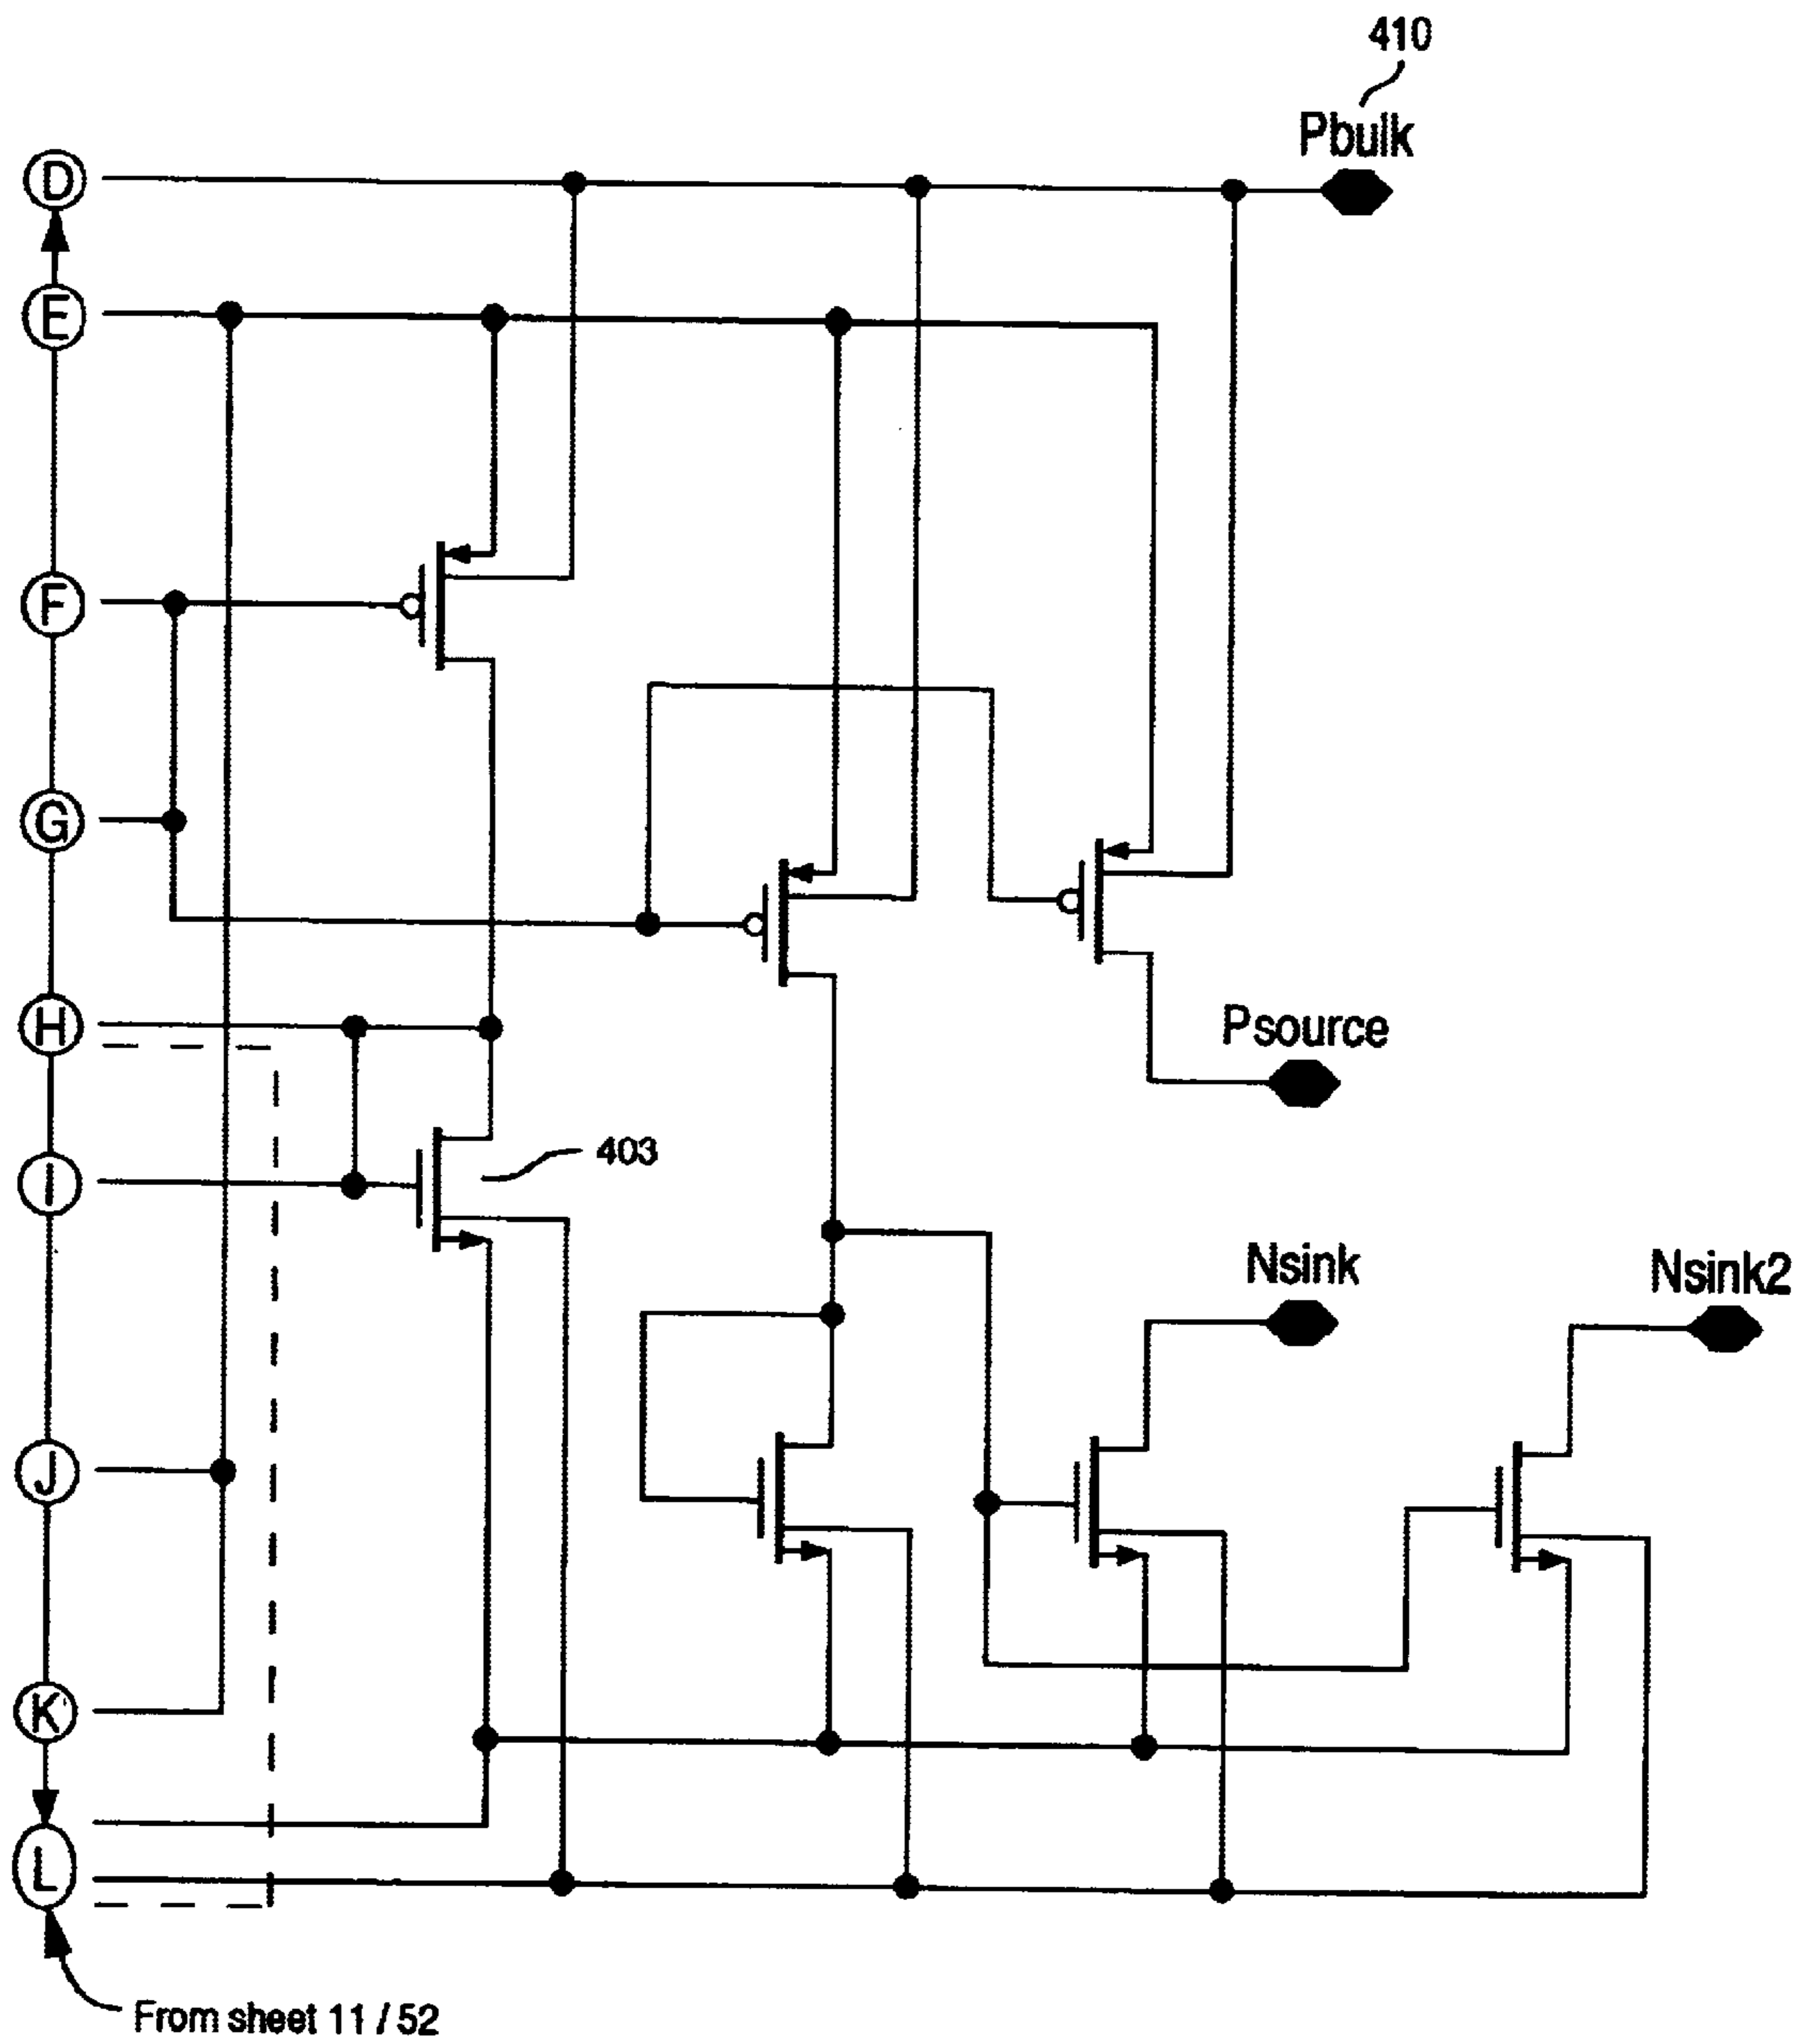 410
Pbulk
D
E
F
G
H
Psource
403
I
Nsink
Nsink2
J
K
L
From sheet 11 / 52